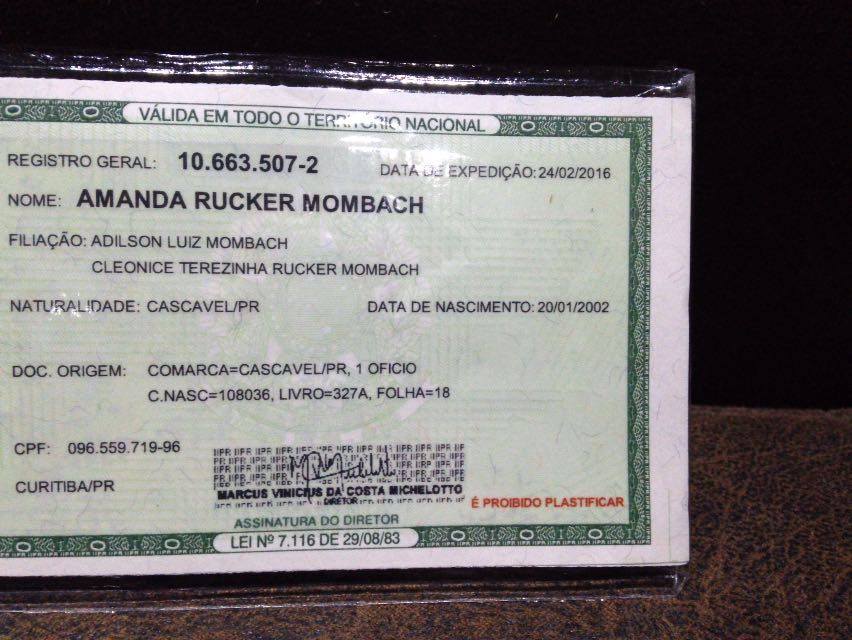 VÁLIDA EM TODO O TERRITÓRIO NACIONAL
REGISTRO GERAL: 10.663.507-2 DATA DE EXPEDIÇÃO: 24/02/2016
NOME: AMANDA RUCKER MOMBACH
FILIAÇÃO: ADILSON LUIZ MOMBACH
CLEONICE TEREZINHA RUCKER MOMBACH
NATURALIDADE: CASCAVEL/PR DATA DE NASCIMENTO: 20/01/2002
DOC. ORIGEM: COMARCA=CASCAVEL/PR, 1 OFICIO
C.NASC=108036, LIVRO=327A, FOLHA=18
CPF: 096.559.719-96
CURITIBA/PR
MARCUS VINICIUS DA COSTA MICHELOTTO
DIRETOR
É PROIBIDO PLASTIFICAR
ASSINATURA DO DIRETOR
LEI Nº 7.116 DE 29/08/83